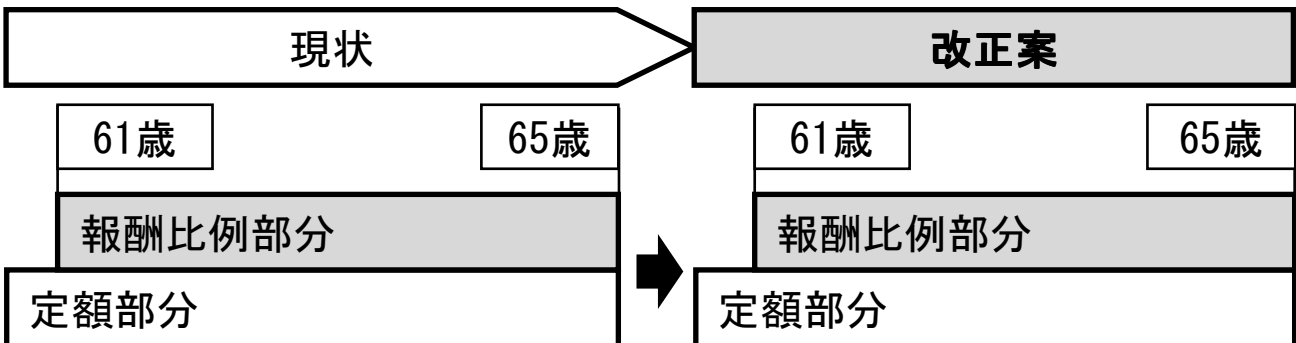 現状
改正案
61歳
65歳
61歳
65歳
報酬比例部分
報酬比例部分
定額部分
定額部分